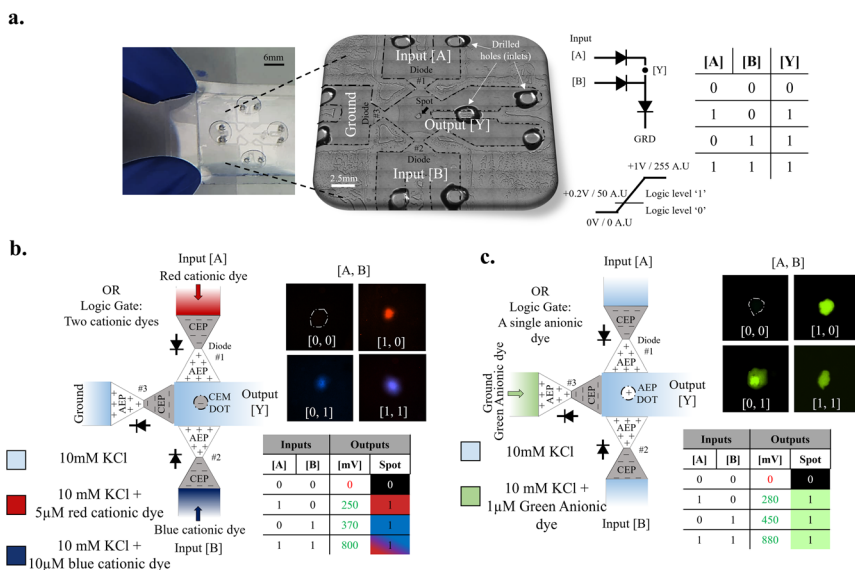 a.
6mm
Input [A]
Drilled
holes (inlets)
Diode
#1
Ground
Diode
#3
Spot
Output [Y]
#2
Diode
Input [B]
2.5mm
Input
[A]
[B]
[Y]
GRD
+1V / 255 A.U
+0.2V / 50 A.U
Logic level ‘1’
Logic level ‘0’
0V / 0 A.U
[A] [B] [Y]
0 0 0
1 0 1
0 1 1
1 1 1
b.
Input [A]
Red cationic dye
OR
Logic Gate:
Two cationic dyes
CEP
Diode
#1
AEP
Ground
AEP
#3
CEP
CEM
DOT
Output
[Y]
AEP
#2
CEP
Blue cationic dye
Input [B]
10mM KCl
10 mM KCl +
5µM red cationic dye
10 mM KCl +
10µM blue cationic dye
[A, B]
[0, 0]
[1, 0]
[0, 1]
[1, 1]
Inputs Outputs
[A] [B] [mV] Spot
0 0 0 0
1 0 250 1
0 1 370 1
1 1 800 1
c.
Input [A]
OR
Logic Gate:
A single anionic
dye
CEP
Diode
#1
AEP
Ground
Green Anionic dye
AEP
#3
CEP
AEP
DOT
Output
[Y]
AEP
#2
CEP
Input [B]
10mM KCl
10 mM KCl +
1µM Green Anionic
dye
[A, B]
[0, 0]
[1, 0]
[0, 1]
[1, 1]
Inputs Outputs
[A] [B] [mV] Spot
0 0 0 0
1 0 280 1
0 1 450 1
1 1 880 1